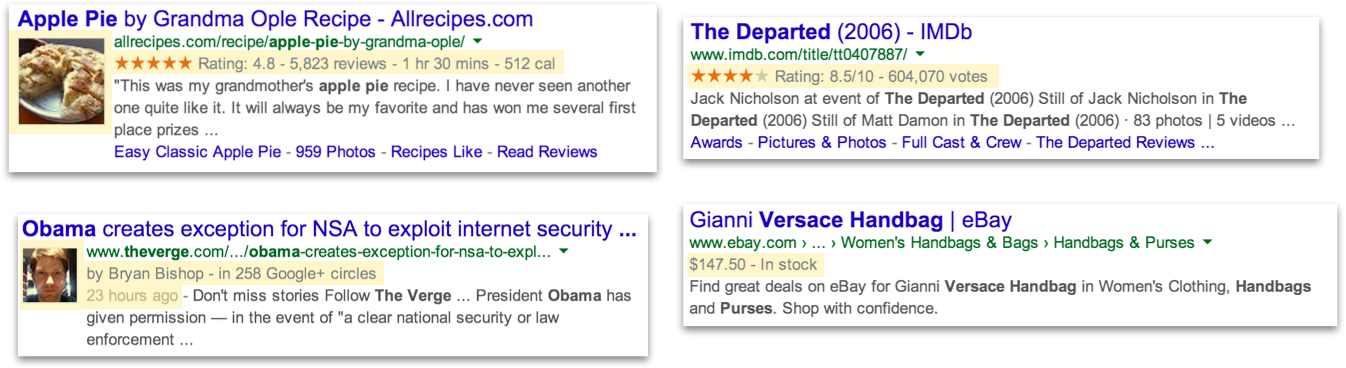 Apple Pie by Grandma Ople Recipe - Allrecipes.com
allrecipes.com/recipe/apple-pie-by-grandma-ople/
Rating: 4.8 - 5,823 reviews - 1 hr 30 mins - 512 cal
"This was my grandmother's apple pie recipe. I have never seen another
one quite like it. It will always be my favorite and has won me several first
place prizes ...
Easy Classic Apple Pie - 959 Photos - Recipes Like - Read Reviews
The Departed (2006) - IMDb
www.imdb.com/title/tt0407887/
Rating: 8.5/10 - 604,070 votes
Jack Nicholson at event of The Departed (2006) Still of Jack Nicholson in The
Departed (2006) Still of Matt Damon in The Departed (2006) · 83 photos | 5 videos ...
Awards - Pictures & Photos - Full Cast & Crew - The Departed Reviews ...
Obama creates exception for NSA to exploit internet security ...
www.theverge.com/.../obama-creates-exception-for-nsa-to-expl...
by Bryan Bishop - in 258 Google+ circles
23 hours ago - Don't miss stories Follow The Verge ... President Obama has
given permission — in the event of "a clear national security or law
enforcement ...
Gianni Versace Handbag | eBay
www.ebay.com › ... › Women's Handbags & Bags › Handbags & Purses
$147.50 - In stock
Find great deals on eBay for Gianni Versace Handbag in Women's Clothing, Handbags
and Purses. Shop with confidence.